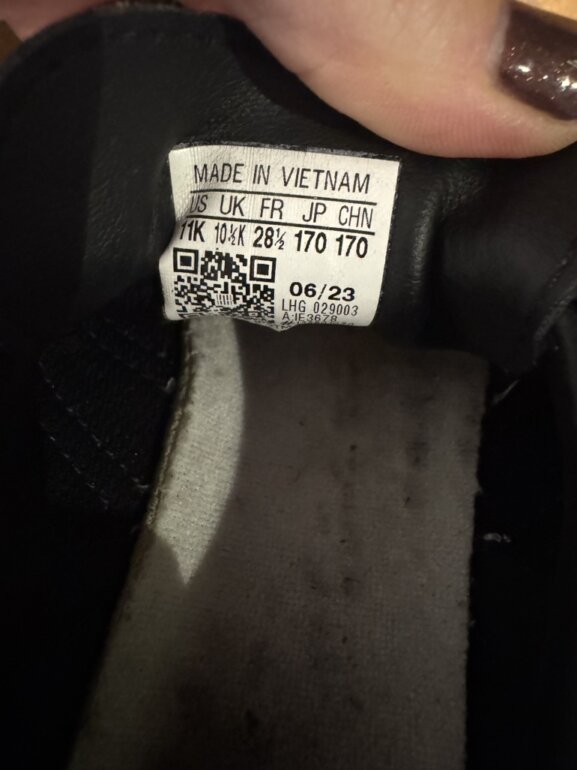 MADE IN VIETNAM
US UK FR JP CHN
11K 10½K 28½ 170 170
06/23
LHG 029003
A:IE3678